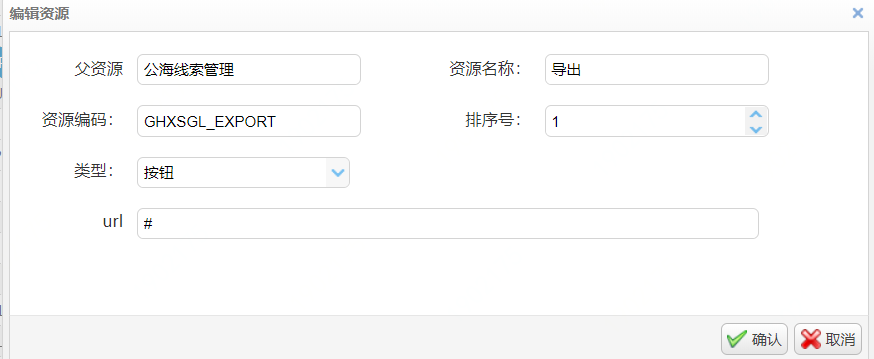 编辑资源
父资源 公海线索管理 资源名称： 导出
资源编码： GHXSGL_EXPORT 排序号： 1
类型： 按钮
url #
确认 取消